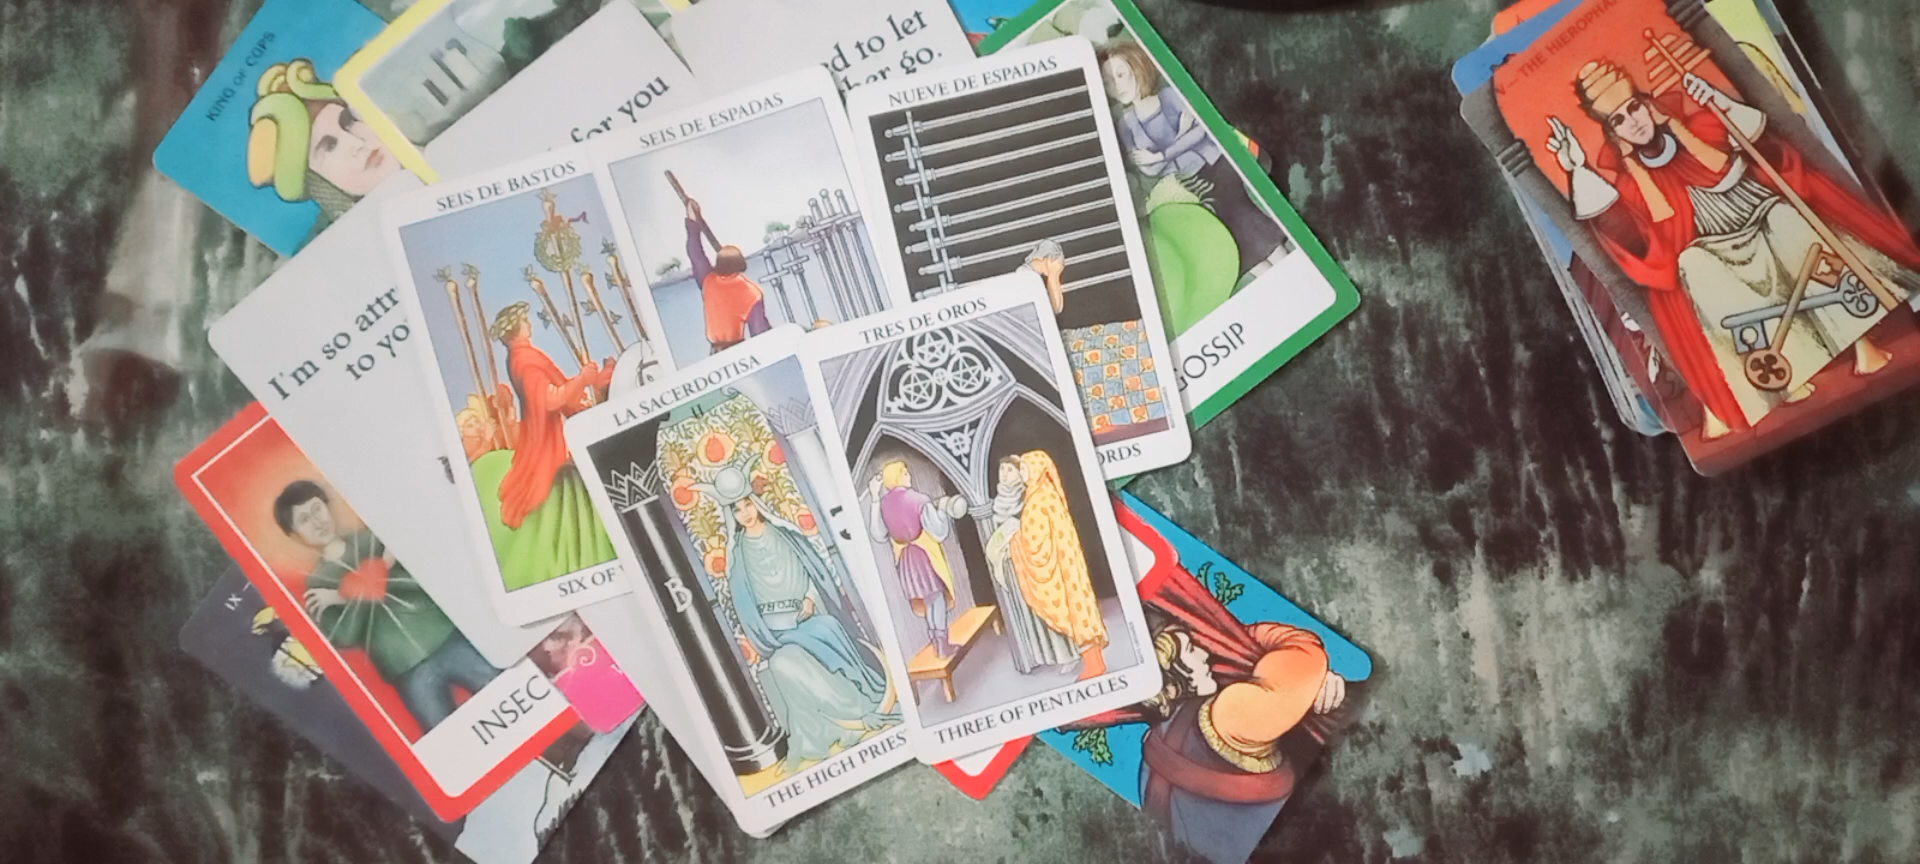 KING OF CUPS
d to let
her go.
for you
NUEVE DE ESPADAS
SEIS DE ESPADAS
SEIS DE BASTOS
THE HIEROPHA
I'm so attr
to yo
TRES DE OROS
LA SACERDOTISA
GOSSIP
ORDS
B
SIX OF
IX
INSEC
THREE OF PENTACLES
THE HIGH PRIES